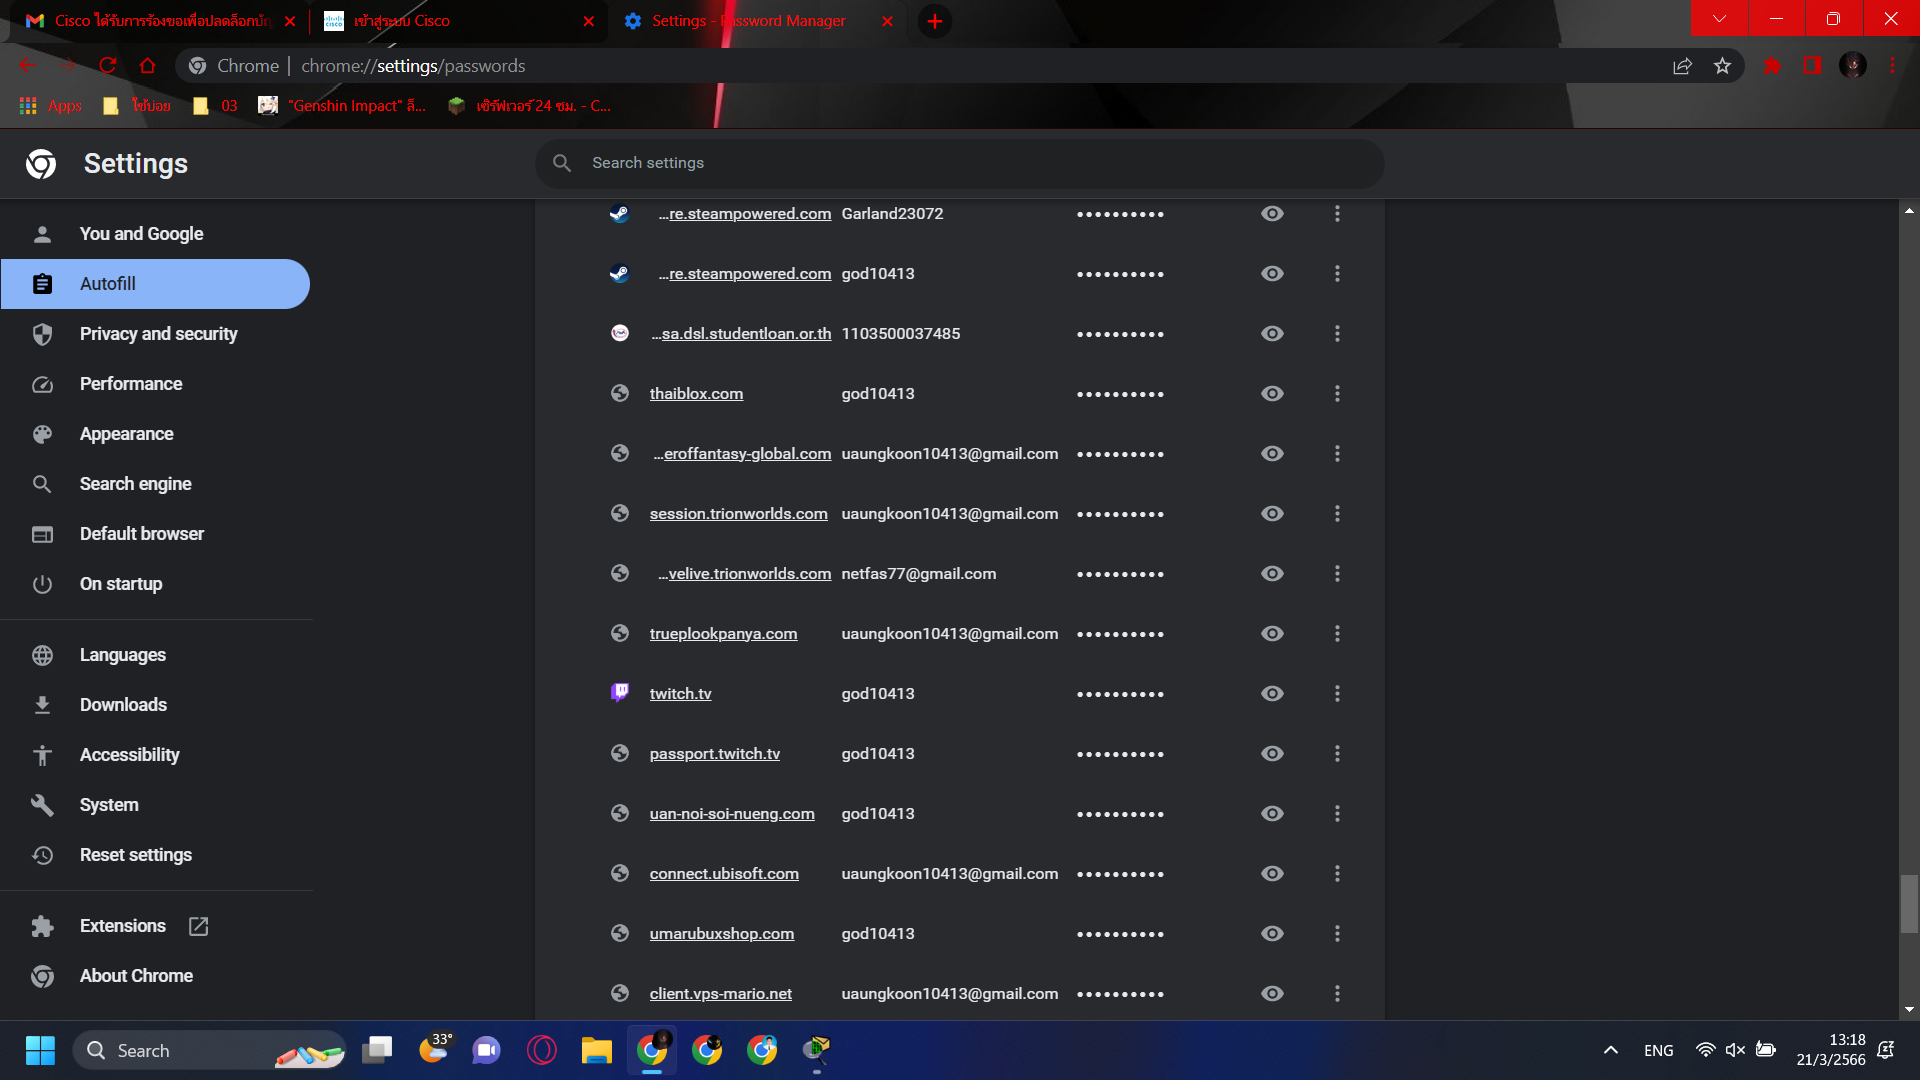 Cisco ได้รับการร้องขอเพื่อปลดล็อกบัญ
เข้าสู่ระบบ Cisco
Settings - Password Manager
Chrome | chrome://settings/passwords
Apps
ใช้บ่อย
03
"Genshin Impact" ล็...
เซิร์ฟเวอร์ 24 ชม. - C...
Settings
Search settings
You and Google
Autofill
Privacy and security
Performance
Appearance
Search engine
Default browser
On startup
Languages
Downloads
Accessibility
System
Reset settings
Extensions
About Chrome
...re.steampowered.com Garland23072 ••••••••••
...re.steampowered.com god10413 ••••••••••
...sa.dsl.studentloan.or.th 1103500037485 ••••••••••
thaiblox.com god10413 ••••••••••
...eroffantasy-global.com uaungkoon10413@gmail.com ••••••••••
session.trionworlds.com uaungkoon10413@gmail.com ••••••••••
...velive.trionworlds.com netfas77@gmail.com ••••••••••
trueplookpanya.com uaungkoon10413@gmail.com ••••••••••
twitch.tv god10413 ••••••••••
passport.twitch.tv god10413 ••••••••••
uan-noi-soi-nueng.com god10413 ••••••••••
connect.ubisoft.com uaungkoon10413@gmail.com ••••••••••
umarubuxshop.com god10413 ••••••••••
client.vps-mario.net uaungkoon10413@gmail.com ••••••••••
Search
33°
ENG
13:18
21/3/2566